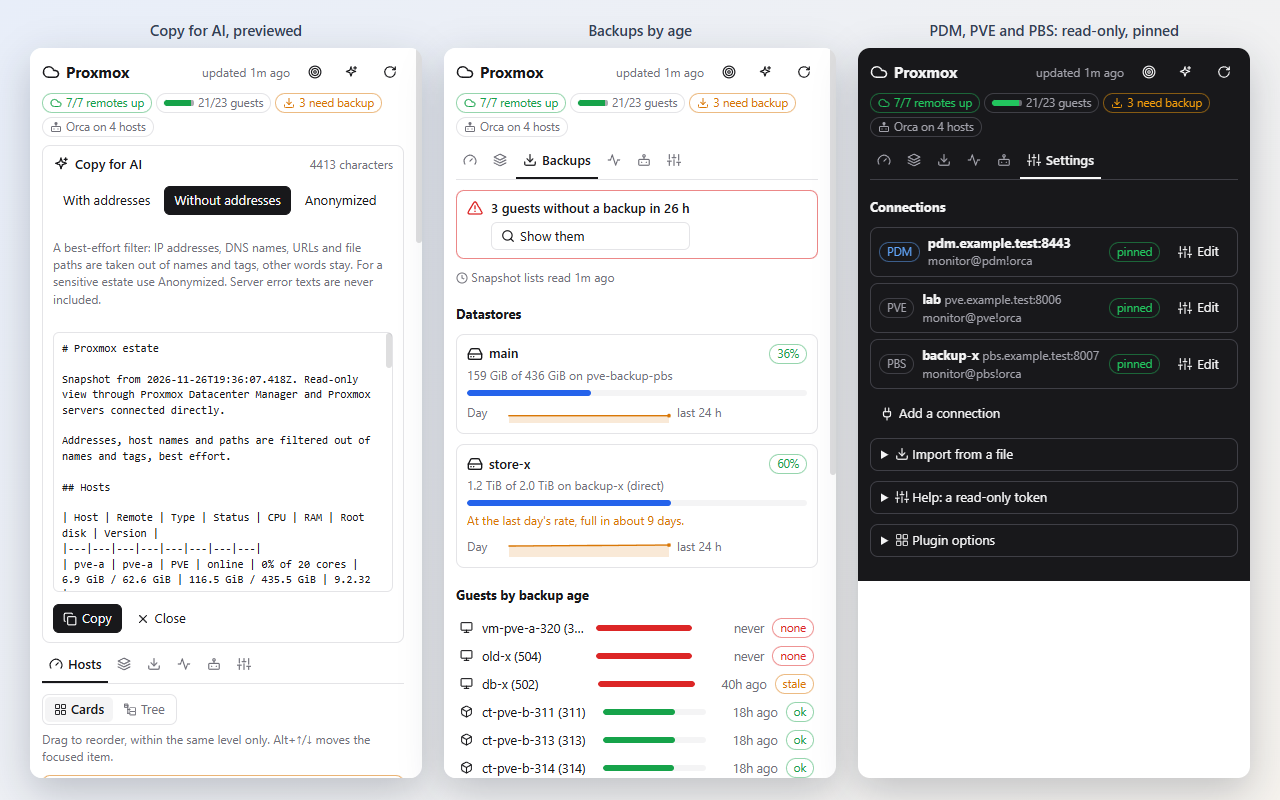 Copy for AI, previewed
Proxmox
updated 1m ago
7/7 remotes up
21/23 guests
3 need backup
Orca on 4 hosts
Copy for AI
4413 characters
With addresses
Without addresses
Anonymized
A best-effort filter: IP addresses, DNS names, URLs and file
paths are taken out of names and tags, other words stay. For a
sensitive estate use Anonymized. Server error texts are never
included.
# Proxmox estate
Snapshot from 2026-11-26T19:36:07.418Z. Read-only
view through Proxmox Datacenter Manager and Proxmox
servers connected directly.
Addresses, host names and paths are filtered out of
names and tags, best effort.
## Hosts
| Host | Remote | Type | Status | CPU | RAM | Root
disk | Version |
|---|---|---|---|---|---|---|---|
| pve-a | pve-a | PVE | online | 0% of 20 cores |
6.9 GiB / 62.6 GiB | 116.5 GiB / 435.5 GiB | 9.2.32
Copy
Close
Hosts
Cards
Tree
Drag to reorder, within the same level only. Alt+↑/↓ moves the
focused item.
Backups by age
Proxmox
updated 1m ago
7/7 remotes up
21/23 guests
3 need backup
Orca on 4 hosts
Backups
3 guests without a backup in 26 h
Show them
Snapshot lists read 1m ago
Datastores
main
36%
159 GiB of 436 GiB on pve-backup-pbs
Day
last 24 h
store-x
60%
1.2 TiB of 2.0 TiB on backup-x (direct)
At the last day's rate, full in about 9 days.
Day
last 24 h
Guests by backup age
vm-pve-a-320 (3...
never
none
old-x (504)
never
none
db-x (502)
40h ago
stale
ct-pve-b-311 (311)
18h ago
ok
ct-pve-b-313 (313)
18h ago
ok
ct-pve-b-314 (314)
18h ago
ok
PDM, PVE and PBS: read-only, pinned
Proxmox
updated 1m ago
7/7 remotes up
21/23 guests
3 need backup
Orca on 4 hosts
Settings
Connections
PDM
pdm.example.test:8443
monitor@pdm!orca
pinned
Edit
PVE
lab pve.example.test:8006
monitor@pve!orca
pinned
Edit
PBS
backup-x pbs.example.test:8007
monitor@pbs!orca
pinned
Edit
Add a connection
Import from a file
Help: a read-only token
Plugin options